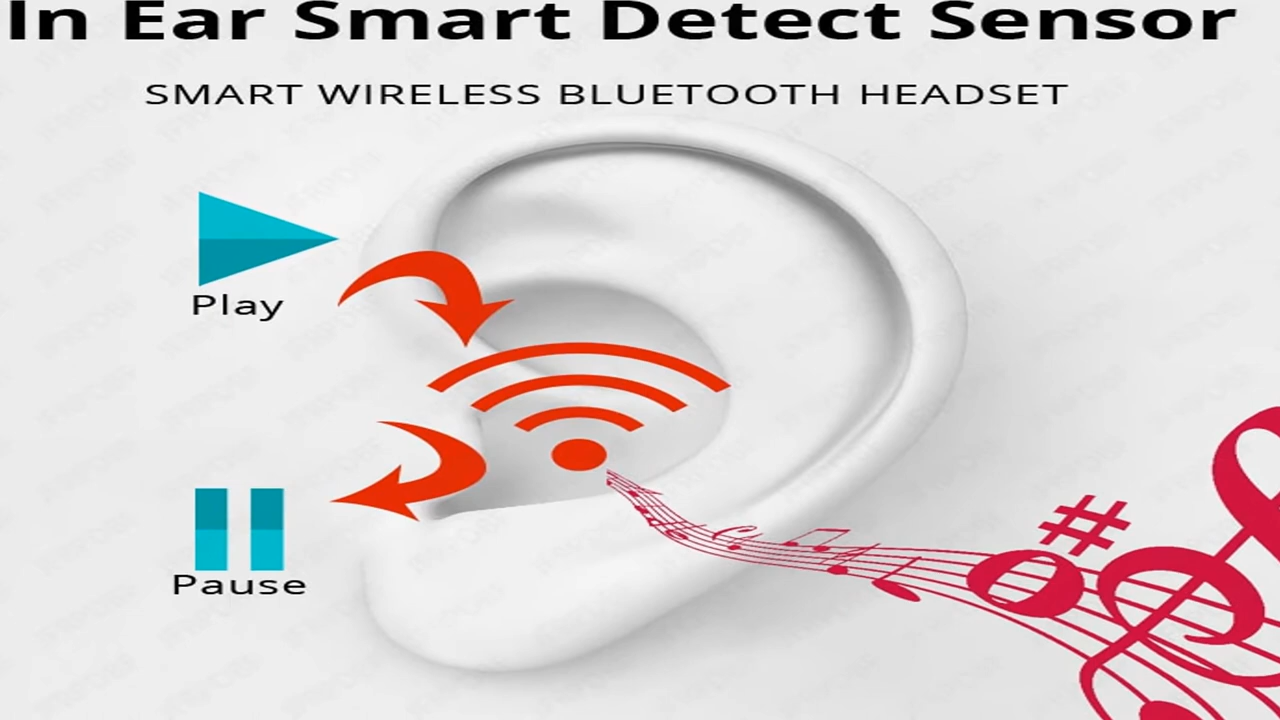 In Ear Smart Detect Sensor
SMART WIRELESS BLUETOOTH HEADSET
Play
Pause